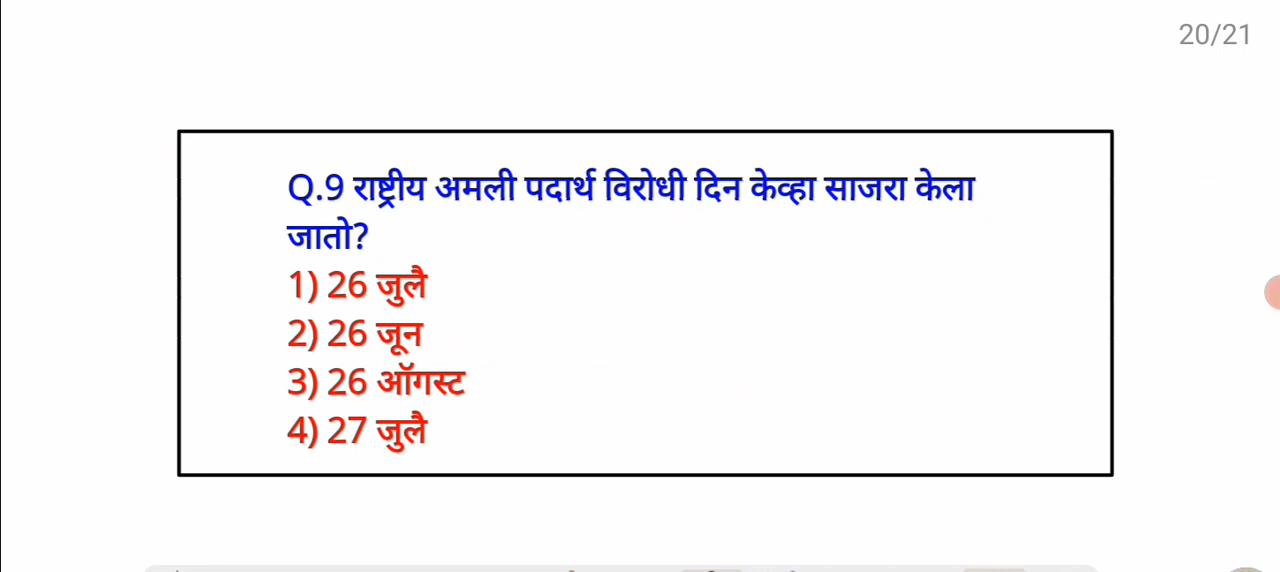 20/21
Q.9 राष्ट्रीय अमली पदार्थ विरोधी दिन केव्हा साजरा केला
जातो?
1) 26 जुलै
2) 26 जून
3) 26 ऑगस्ट
4) 27 जुलै